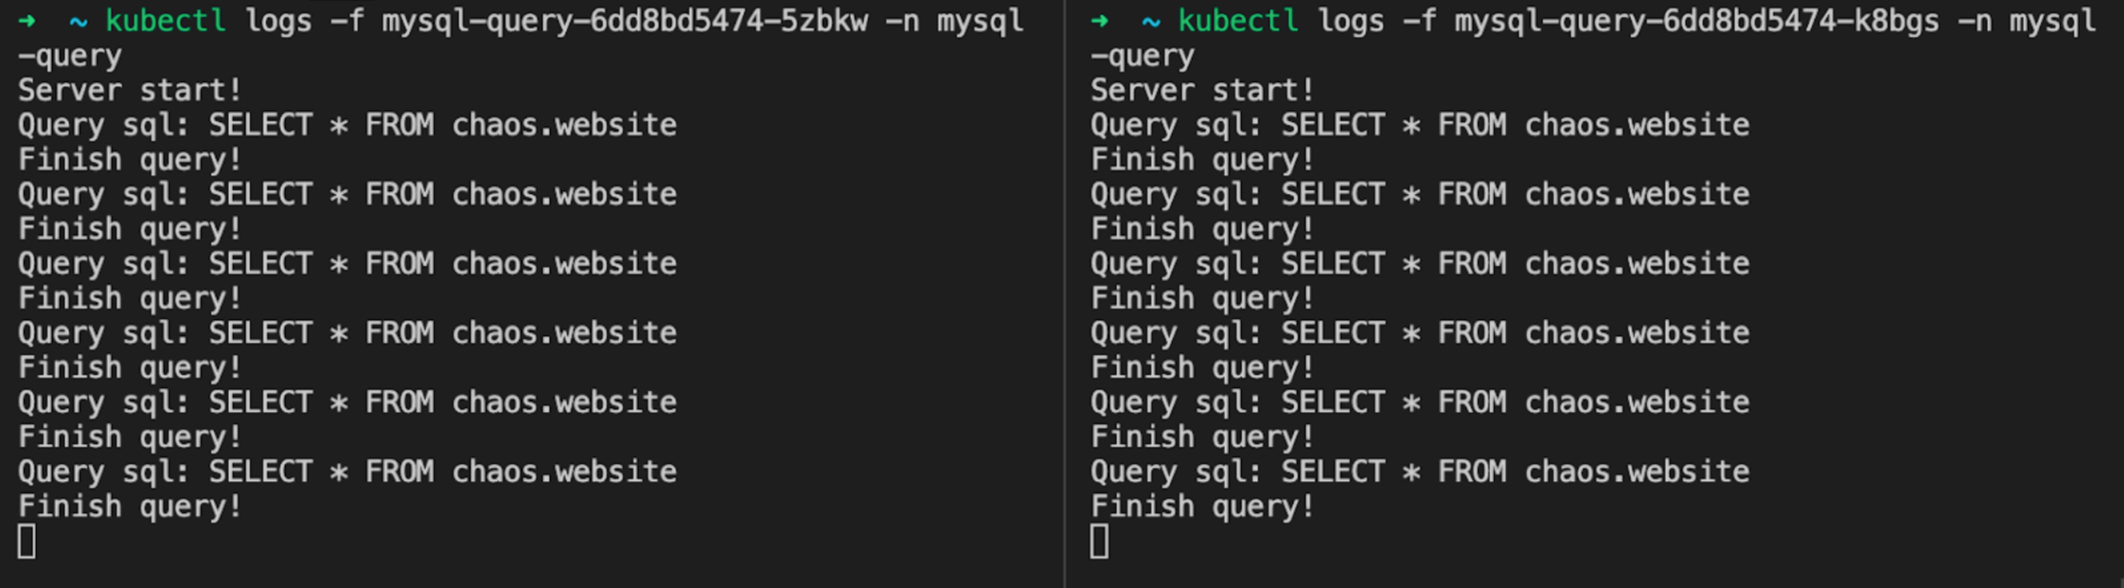 ➜  ~ kubectl logs -f mysql-query-6dd8bd5474-5zbkw -n mysql
-query
Server start!
Query sql: SELECT * FROM chaos.website
Finish query!
Query sql: SELECT * FROM chaos.website
Finish query!
Query sql: SELECT * FROM chaos.website
Finish query!
Query sql: SELECT * FROM chaos.website
Finish query!
Query sql: SELECT * FROM chaos.website
Finish query!
Query sql: SELECT * FROM chaos.website
Finish query!
➜  ~ kubectl logs -f mysql-query-6dd8bd5474-k8bgs -n mysql
-query
Server start!
Query sql: SELECT * FROM chaos.website
Finish query!
Query sql: SELECT * FROM chaos.website
Finish query!
Query sql: SELECT * FROM chaos.website
Finish query!
Query sql: SELECT * FROM chaos.website
Finish query!
Query sql: SELECT * FROM chaos.website
Finish query!
Query sql: SELECT * FROM chaos.website
Finish query!